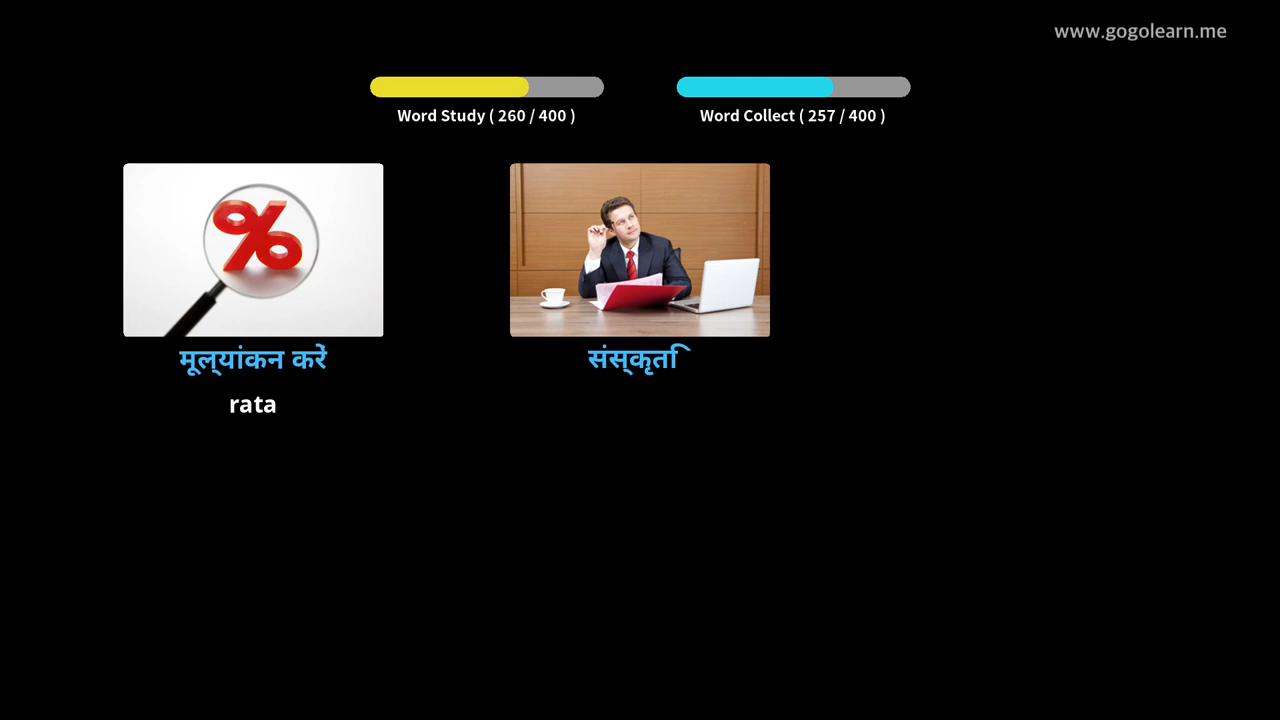 www.gogolearn.me
Word Study ( 260 / 400 )
Word Collect ( 257 / 400 )
%
मूल्यांकन करें
संस्कृति
rata